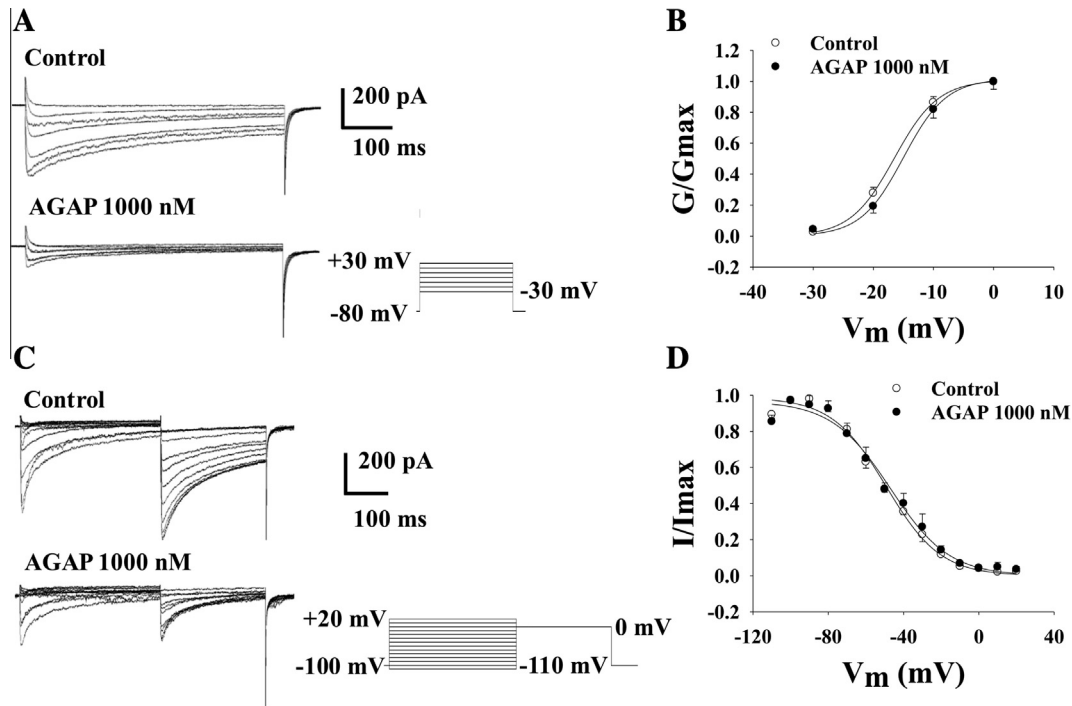 A
Control
200 pA
100 ms
AGAP 1000 nM
+30 mV
-30 mV
-80 mV
B
Control
AGAP 1000 nM
1.2
1.0
0.8
0.6
0.4
0.2
0.0
-0.2
G/Gmax
-40 -30 -20 -10 0 10
Vm (mV)
C
Control
200 pA
100 ms
AGAP 1000 nM
+20 mV
0 mV
-100 mV
-110 mV
D
Control
AGAP 1000 nM
1.0
0.8
0.6
0.4
0.2
0.0
-0.2
I/Imax
-120 -80 -40 0 40
Vm (mV)